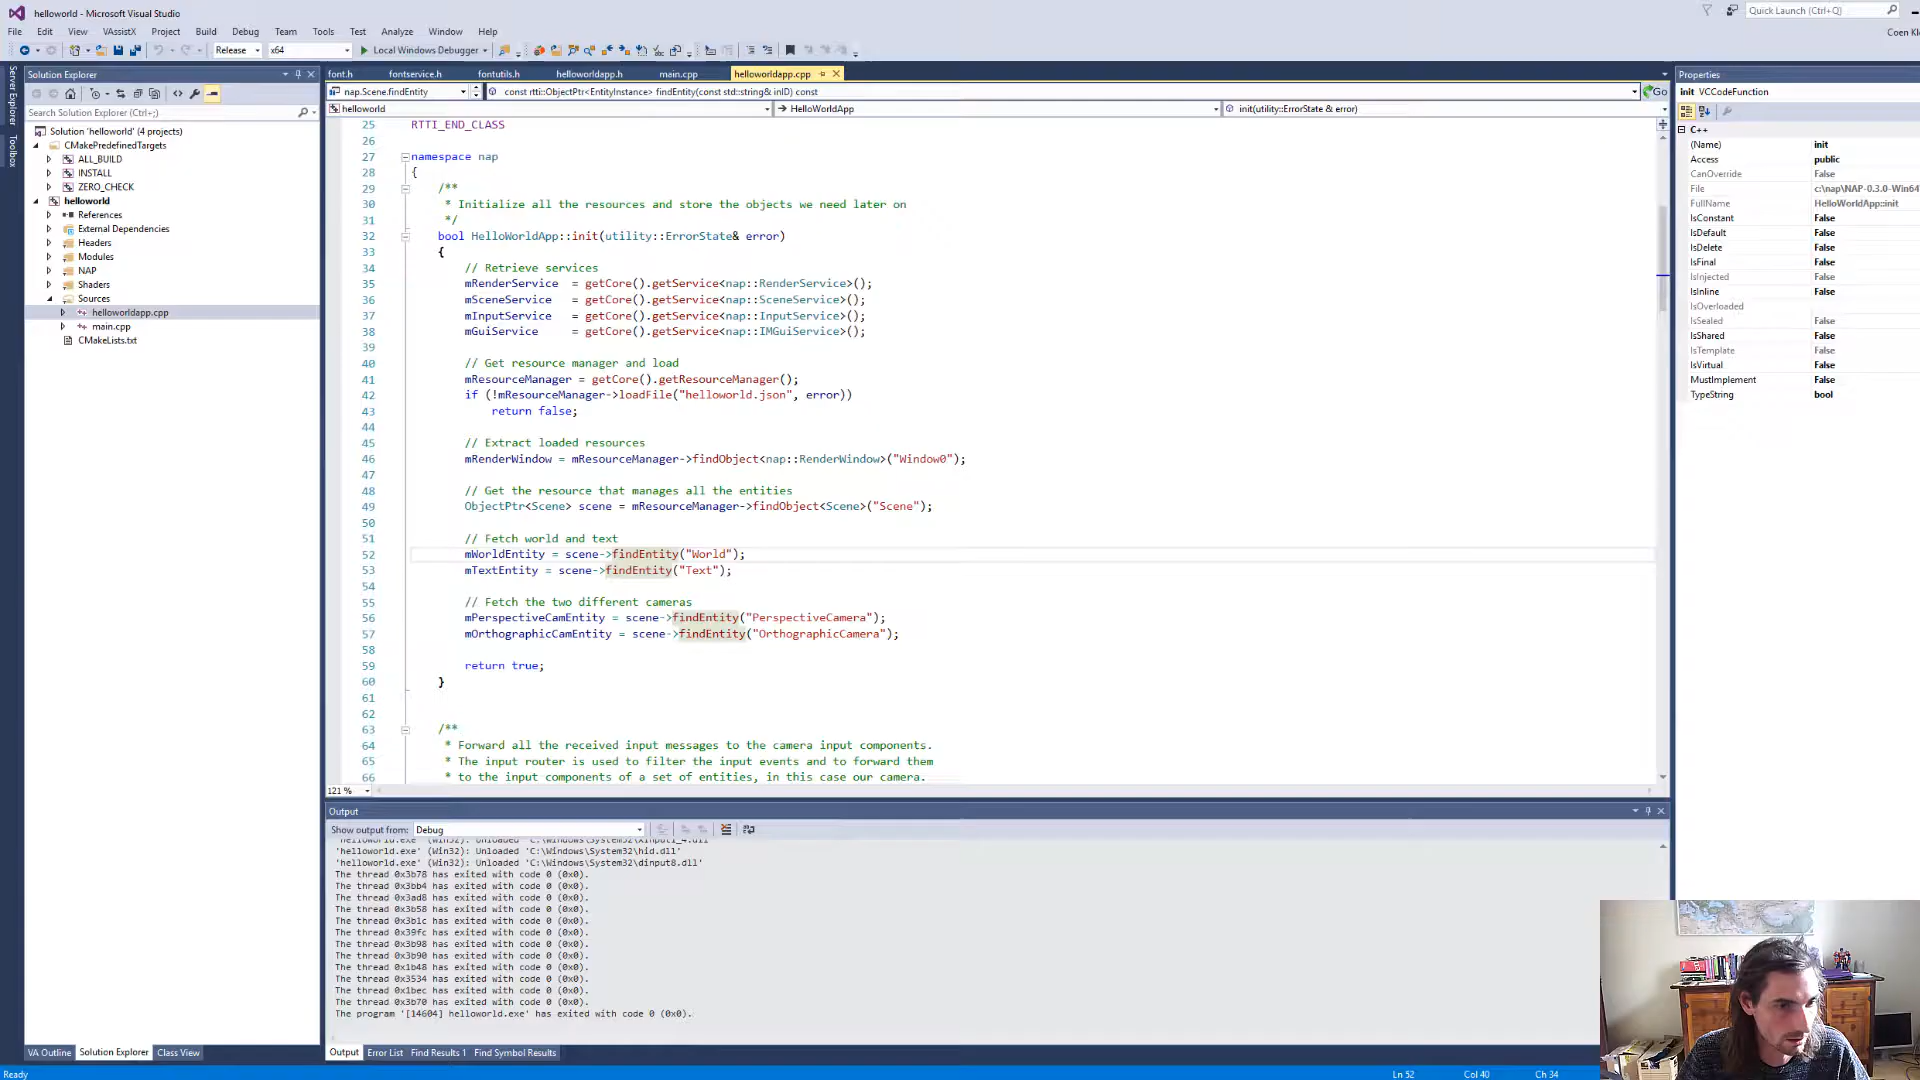 helloworld - Microsoft Visual Studio
Quick Launch (Ctrl+Q)
File Edit View VAssistX Project Build Debug Team Tools Test Analyze Window Help
Coen Kl
Release x64 Local Windows Debugger
Server Explorer
Toolbox
Solution Explorer
Search Solution Explorer (Ctrl+;)
Solution 'helloworld' (4 projects)
CMakePredefinedTargets
ALL_BUILD
INSTALL
ZERO_CHECK
helloworld
References
External Dependencies
Headers
Modules
NAP
Shaders
Sources
helloworldapp.cpp
main.cpp
CMakeLists.txt
VA Outline Solution Explorer Class View
font.h fontservice.h fontutils.h helloworldapp.h main.cpp helloworldapp.cpp
nap.Scene.findEntity const rtti::ObjectPtr<EntityInstance> findEntity(const std::string& inID) const Go
helloworld HelloWorldApp init(utility::ErrorState & error)
25 RTTI_END_CLASS
26
27 namespace nap
28 {
29 /**
30 * Initialize all the resources and store the objects we need later on
31 */
32 bool HelloWorldApp::init(utility::ErrorState& error)
33 {
34 // Retrieve services
35 mRenderService = getCore().getService<nap::RenderService>();
36 mSceneService = getCore().getService<nap::SceneService>();
37 mInputService = getCore().getService<nap::InputService>();
38 mGuiService = getCore().getService<nap::IMGuiService>();
39
40 // Get resource manager and load
41 mResourceManager = getCore().getResourceManager();
42 if (!mResourceManager->loadFile("helloworld.json", error))
43 return false;
44
45 // Extract loaded resources
46 mRenderWindow = mResourceManager->findObject<nap::RenderWindow>("Window0");
47
48 // Get the resource that manages all the entities
49 ObjectPtr<Scene> scene = mResourceManager->findObject<Scene>("Scene");
50
51 // Fetch world and text
52 mWorldEntity = scene->findEntity("World");
53 mTextEntity = scene->findEntity("Text");
54
55 // Fetch the two different cameras
56 mPerspectiveCamEntity = scene->findEntity("PerspectiveCamera");
57 mOrthographicCamEntity = scene->findEntity("OrthographicCamera");
58
59 return true;
60 }
61
62
63 /**
64 * Forward all the received input messages to the camera input components.
65 * The input router is used to filter the input events and to forward them
66 * to the input components of a set of entities, in this case our camera.
121 %
Output
Show output from: Debug
'helloworld.exe' (Win32): Unloaded 'C:\Windows\System32\xinput1_4.dll'
'helloworld.exe' (Win32): Unloaded 'C:\Windows\System32\hid.dll'
'helloworld.exe' (Win32): Unloaded 'C:\Windows\System32\dinput8.dll'
The thread 0x3b78 has exited with code 0 (0x0).
The thread 0x3bb4 has exited with code 0 (0x0).
The thread 0x3ad8 has exited with code 0 (0x0).
The thread 0x3b58 has exited with code 0 (0x0).
The thread 0x3b1c has exited with code 0 (0x0).
The thread 0x39fc has exited with code 0 (0x0).
The thread 0x3b98 has exited with code 0 (0x0).
The thread 0x3b90 has exited with code 0 (0x0).
The thread 0x1b48 has exited with code 0 (0x0).
The thread 0x3534 has exited with code 0 (0x0).
The thread 0x1bec has exited with code 0 (0x0).
The thread 0x3b70 has exited with code 0 (0x0).
The program '[14604] helloworld.exe' has exited with code 0 (0x0).
Output Error List Find Results 1 Find Symbol Results
Properties
init VCCodeFunction
C++
(Name) init
Access public
CanOverride False
File c:\nap\NAP-0.3.0-Win64
FullName HelloWorldApp::init
IsConstant False
IsDefault False
IsDelete False
IsFinal False
IsInjected False
IsInline False
IsOverloaded False
IsSealed False
IsShared False
IsTemplate False
IsVirtual False
MustImplement False
TypeString bool
Ready Ln 52 Col 40 Ch 34